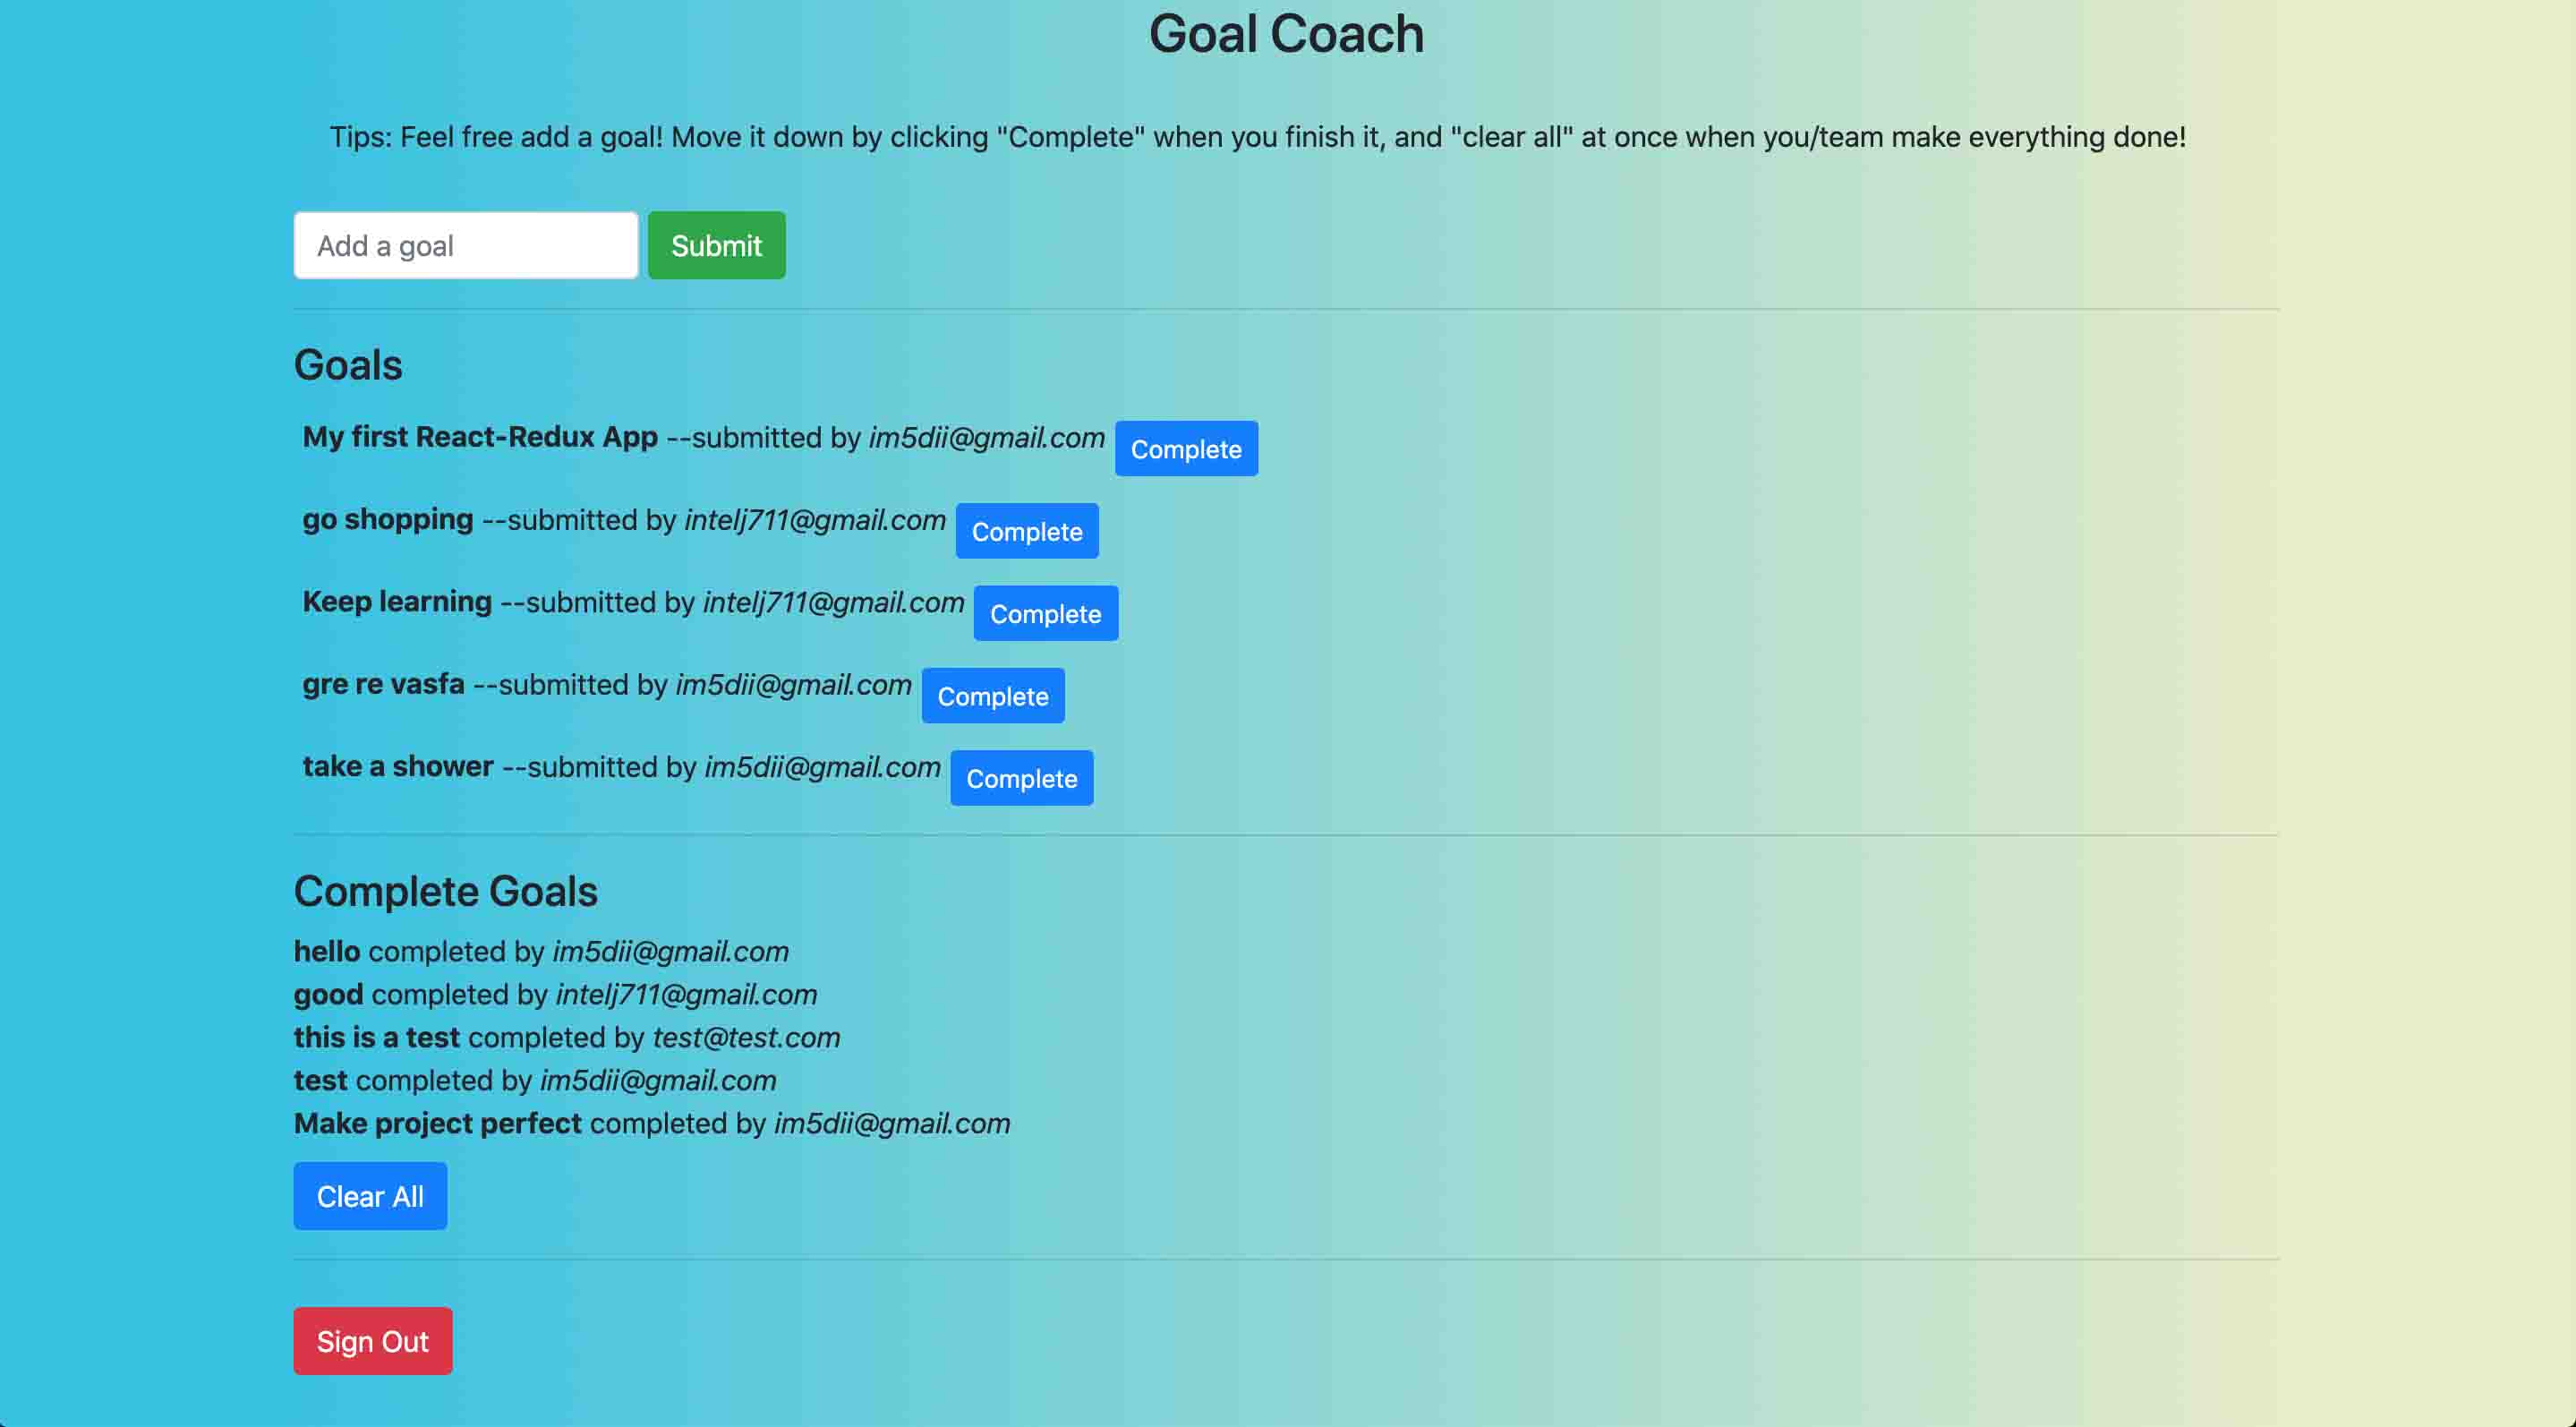 Goal Coach
Tips: Feel free add a goal! Move it down by clicking "Complete" when you finish it, and "clear all" at once when you/team make everything done!
Add a goal Submit
Goals
My first React-Redux App --submitted by im5dii@gmail.com Complete
go shopping --submitted by intelj711@gmail.com Complete
Keep learning --submitted by intelj711@gmail.com Complete
gre re vasfa --submitted by im5dii@gmail.com Complete
take a shower --submitted by im5dii@gmail.com Complete
Complete Goals
hello completed by im5dii@gmail.com
good completed by intelj711@gmail.com
this is a test completed by test@test.com
test completed by im5dii@gmail.com
Make project perfect completed by im5dii@gmail.com
Clear All
Sign Out